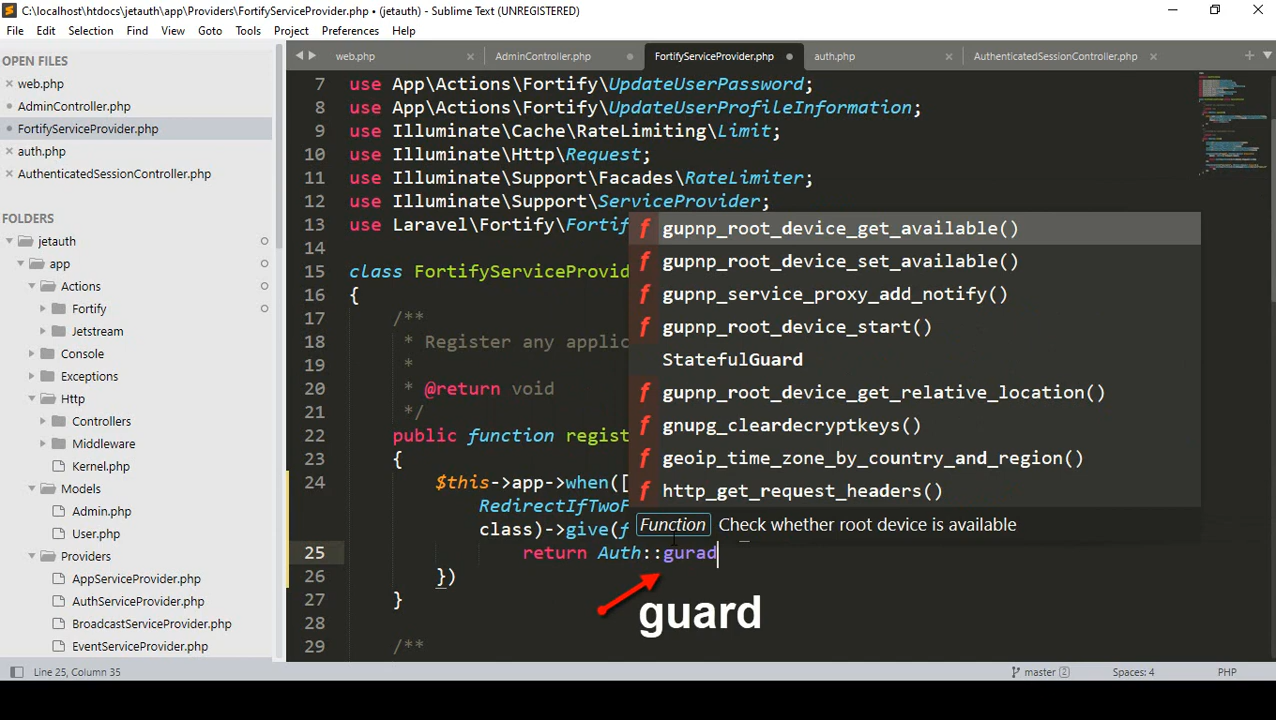 C:\localhost\htdocs\jetauth\app\Providers\FortifyServiceProvider.php • (jetauth) - Sublime Text (UNREGISTERED)
File Edit Selection Find View Goto Tools Project Preferences Help
OPEN FILES
web.php
AdminController.php
FortifyServiceProvider.php
auth.php
AuthenticatedSessionController.php
FOLDERS
jetauth
app
Actions
Fortify
Jetstream
Console
Exceptions
Http
Controllers
Middleware
Kernel.php
Models
Admin.php
User.php
Providers
AppServiceProvider.php
AuthServiceProvider.php
BroadcastServiceProvider.php
EventServiceProvider.php
web.php AdminController.php FortifyServiceProvider.php auth.php AuthenticatedSessionController.php
7 use App\Actions\Fortify\UpdateUserPassword;
8 use App\Actions\Fortify\UpdateUserProfileInformation;
9 use Illuminate\Cache\RateLimiting\Limit;
10 use Illuminate\Http\Request;
11 use Illuminate\Support\Facades\RateLimiter;
12 use Illuminate\Support\ServiceProvider;
13 use Laravel\Fortify\Fortif
14
15 class FortifyServiceProvid
16 {
17 /**
18 * Register any applic
19 *
20 * @return void
21 */
22 public function regist
23 {
24 $this->app->when([
RedirectIfTwoF
class)->give(f
25 return Auth::gurad
26 })
27 }
28
29 /**
f gupnp_root_device_get_available()
f gupnp_root_device_set_available()
f gupnp_service_proxy_add_notify()
f gupnp_root_device_start()
StatefulGuard
f gupnp_root_device_get_relative_location()
f gnupg_cleardecryptkeys()
f geoip_time_zone_by_country_and_region()
f http_get_request_headers()
Function Check whether root device is available
guard
Line 25, Column 35 master 2 Spaces: 4 PHP